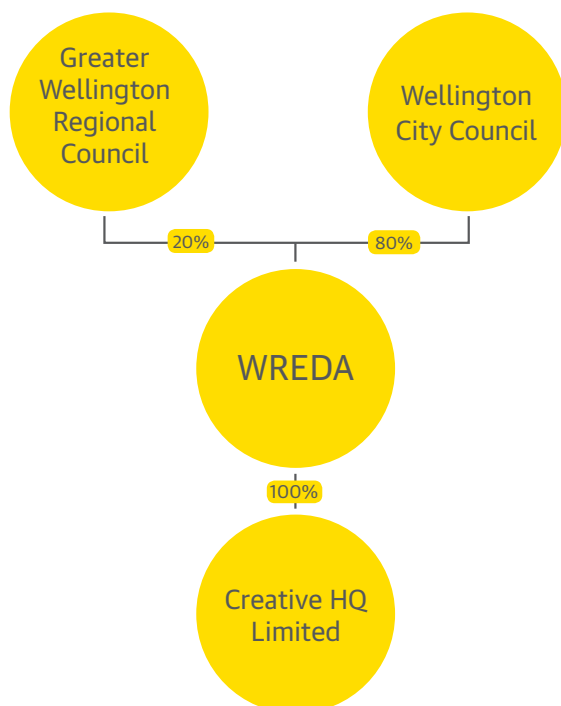 Greater
Wellington
Regional
Council
Wellington
City Council
20%
80%
WREDA
100%
Creative HQ
Limited